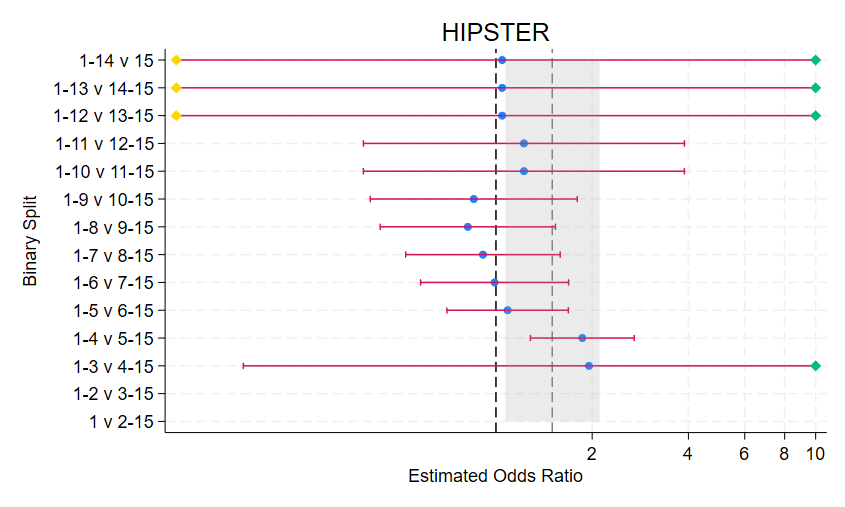 HIPSTER
1-14 v 15
1-13 v 14-15
1-12 v 13-15
1-11 v 12-15
1-10 v 11-15
1-9 v 10-15
1-8 v 9-15
1-7 v 8-15
1-6 v 7-15
1-5 v 6-15
1-4 v 5-15
1-3 v 4-15
1-2 v 3-15
1 v 2-15
Binary Split
2 4 6 8 10
Estimated Odds Ratio